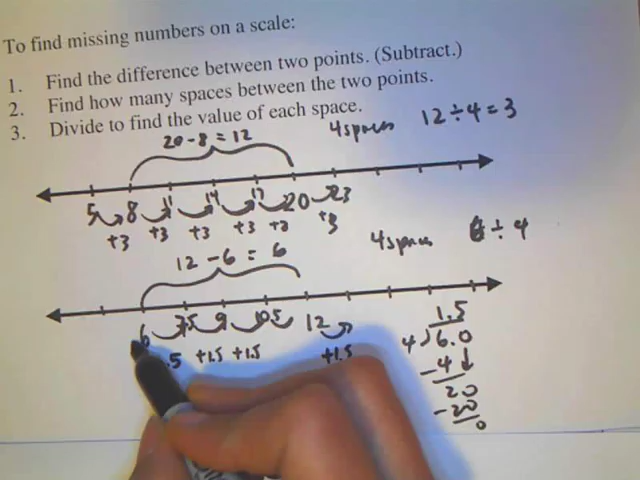 To find missing numbers on a scale:
1. Find the difference between two points. (Subtract.)
2. Find how many spaces between the two points.
3. Divide to find the value of each space.
20-8=12 4 spaces 12÷4=3
5 8 11 14 17 20 23
+3 +3 +3 +3 +3 +3
12-6=6 4 spaces 6÷4
6 7.5 9 10.5 12
.5 +1.5 +1.5 +1.5
1.5
4)6.0
-4
20
-20
0